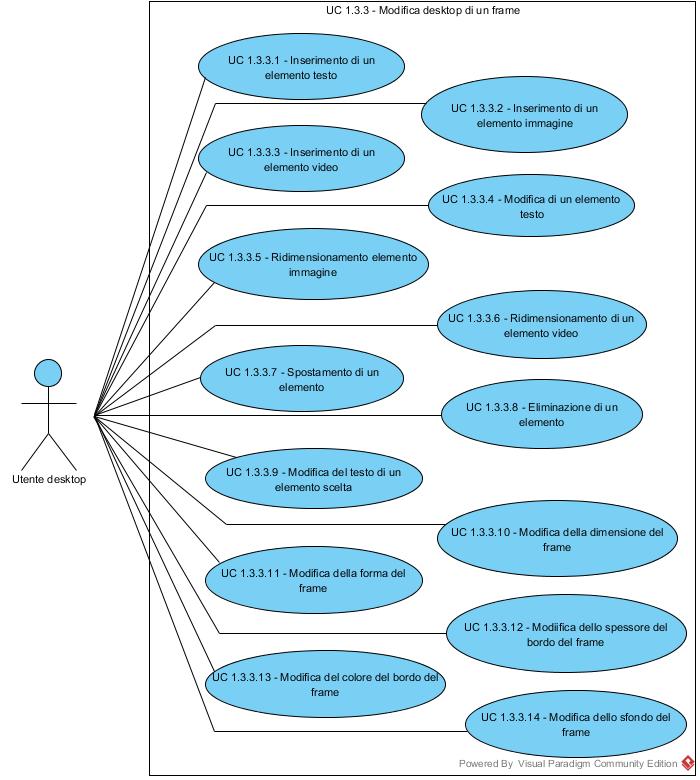 UC 1.3.3 - Modifica desktop di un frame
UC 1.3.3.1 - Inserimento di un
elemento testo
UC 1.3.3.2 - Inserimento di un
elemento immagine
UC 1.3.3.3 - Inserimento di un
elemento video
UC 1.3.3.4 - Modifica di un elemento
testo
UC 1.3.3.5 - Ridimensionamento elemento
immagine
UC 1.3.3.6 - Ridimensionamento di un
elemento video
UC 1.3.3.7 - Spostamento di un
elemento
UC 1.3.3.8 - Eliminazione di un
elemento
Utente desktop
UC 1.3.3.9 - Modifica del testo di un
elemento scelta
UC 1.3.3.10 - Modifica della dimensione del
frame
UC 1.3.3.11 - Modifica della forma del
frame
UC 1.3.3.12 - Modiifica dello spessore del
bordo del frame
UC 1.3.3.13 - Modifica del colore del bordo del
frame
UC 1.3.3.14 - Modifica dello sfondo del
frame
Powered By Visual Paradigm Community Edition